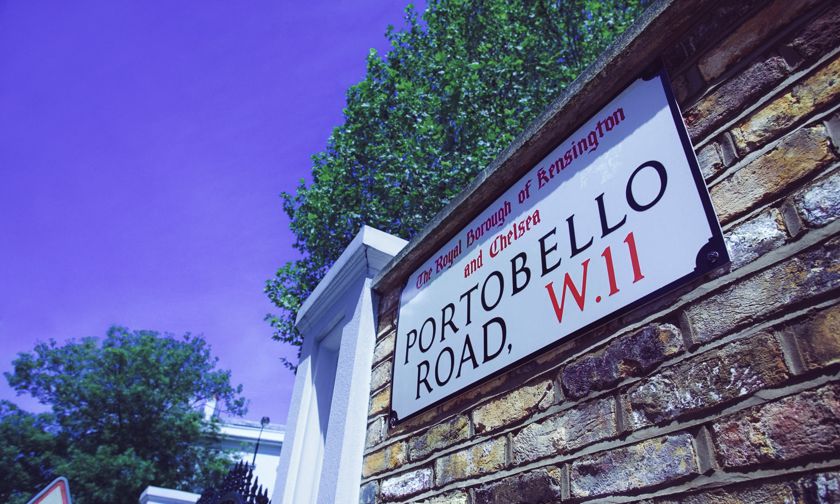 The Royal Borough of Kensington
and Chelsea
PORTOBELLO
ROAD, W.11